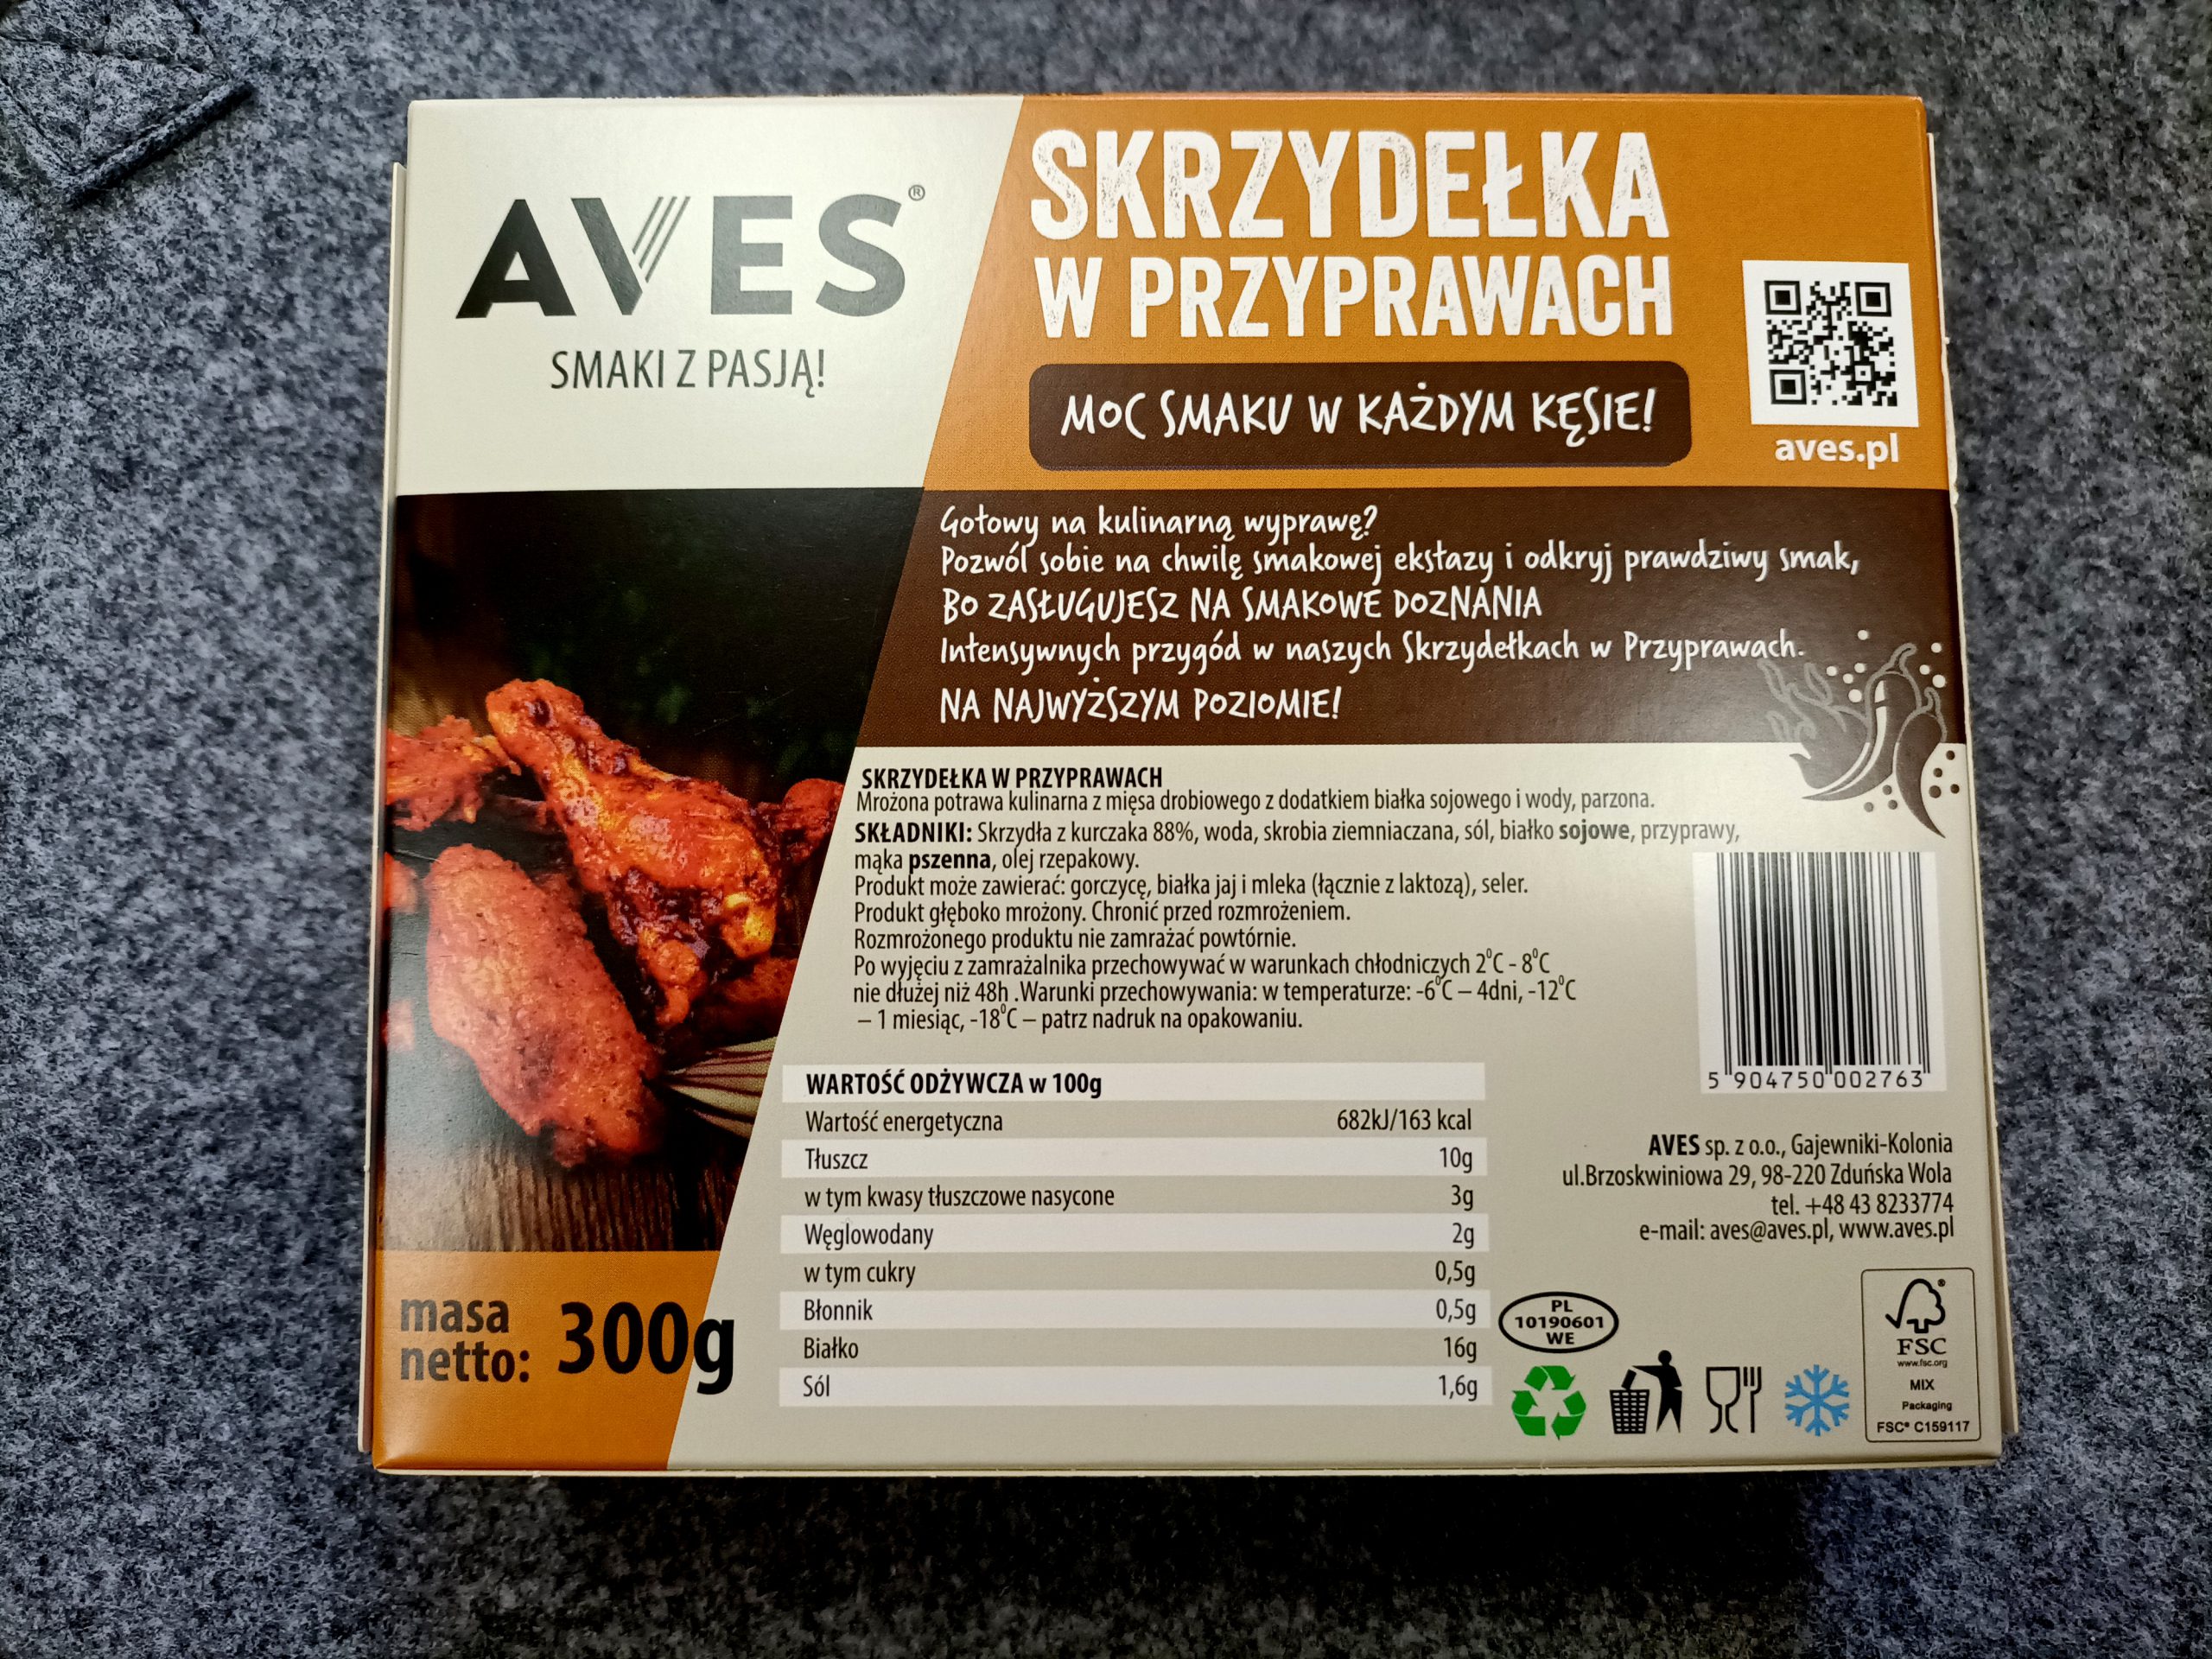 AVES®
SMAKI Z PASJĄ!
SKRZYDEŁKA
W PRZYPRAWACH
MOC SMAKU W KAŻDYM KĘSIE!
aves.pl
Gotowy na kulinarną wyprawę?
Pozwól sobie na chwilę smakowej ekstazy i odkryj prawdziwy smak,
BO ZASŁUGUJESZ NA SMAKOWE DOZNANIA
Intensywnych przygód w naszych Skrzydełkach w Przyprawach.
NA NAJWYŻSZYM POZIOMIE!
SKRZYDEŁKA W PRZYPRAWACH
Mrożona potrawa kulinarna z mięsa drobiowego z dodatkiem białka sojowego i wody, parzona.
SKŁADNIKI: Skrzydła z kurczaka 88%, woda, skrobia ziemniaczana, sól, białko sojowe, przyprawy,
mąka pszenna, olej rzepakowy.
Produkt może zawierać: gorczycę, białka jaj i mleka (łącznie z laktozą), seler.
Produkt głęboko mrożony. Chronić przed rozmrożeniem.
Rozmrożonego produktu nie zamrażać powtórnie.
Po wyjęciu z zamrażalnika przechowywać w warunkach chłodniczych 2°C - 8°C
nie dłużej niż 48h .Warunki przechowywania: w temperaturze: -6°C – 4dni, -12°C
– 1 miesiąc, -18°C – patrz nadruk na opakowaniu.
5 904750 002763
WARTOŚĆ ODŻYWCZA w 100g
Wartość energetyczna 682kJ/163 kcal
Tłuszcz 10g
w tym kwasy tłuszczowe nasycone 3g
Węglowodany 2g
w tym cukry 0,5g
Błonnik 0,5g
Białko 16g
Sól 1,6g
AVES sp. z o.o., Gajewniki-Kolonia
ul.Brzoskwiniowa 29, 98-220 Zduńska Wola
tel. +48 43 8233774
e-mail: aves@aves.pl, www.aves.pl
masa
netto: 300g
PL
10190601
WE
FSC
www.fsc.org
MIX
Packaging
FSC® C159117